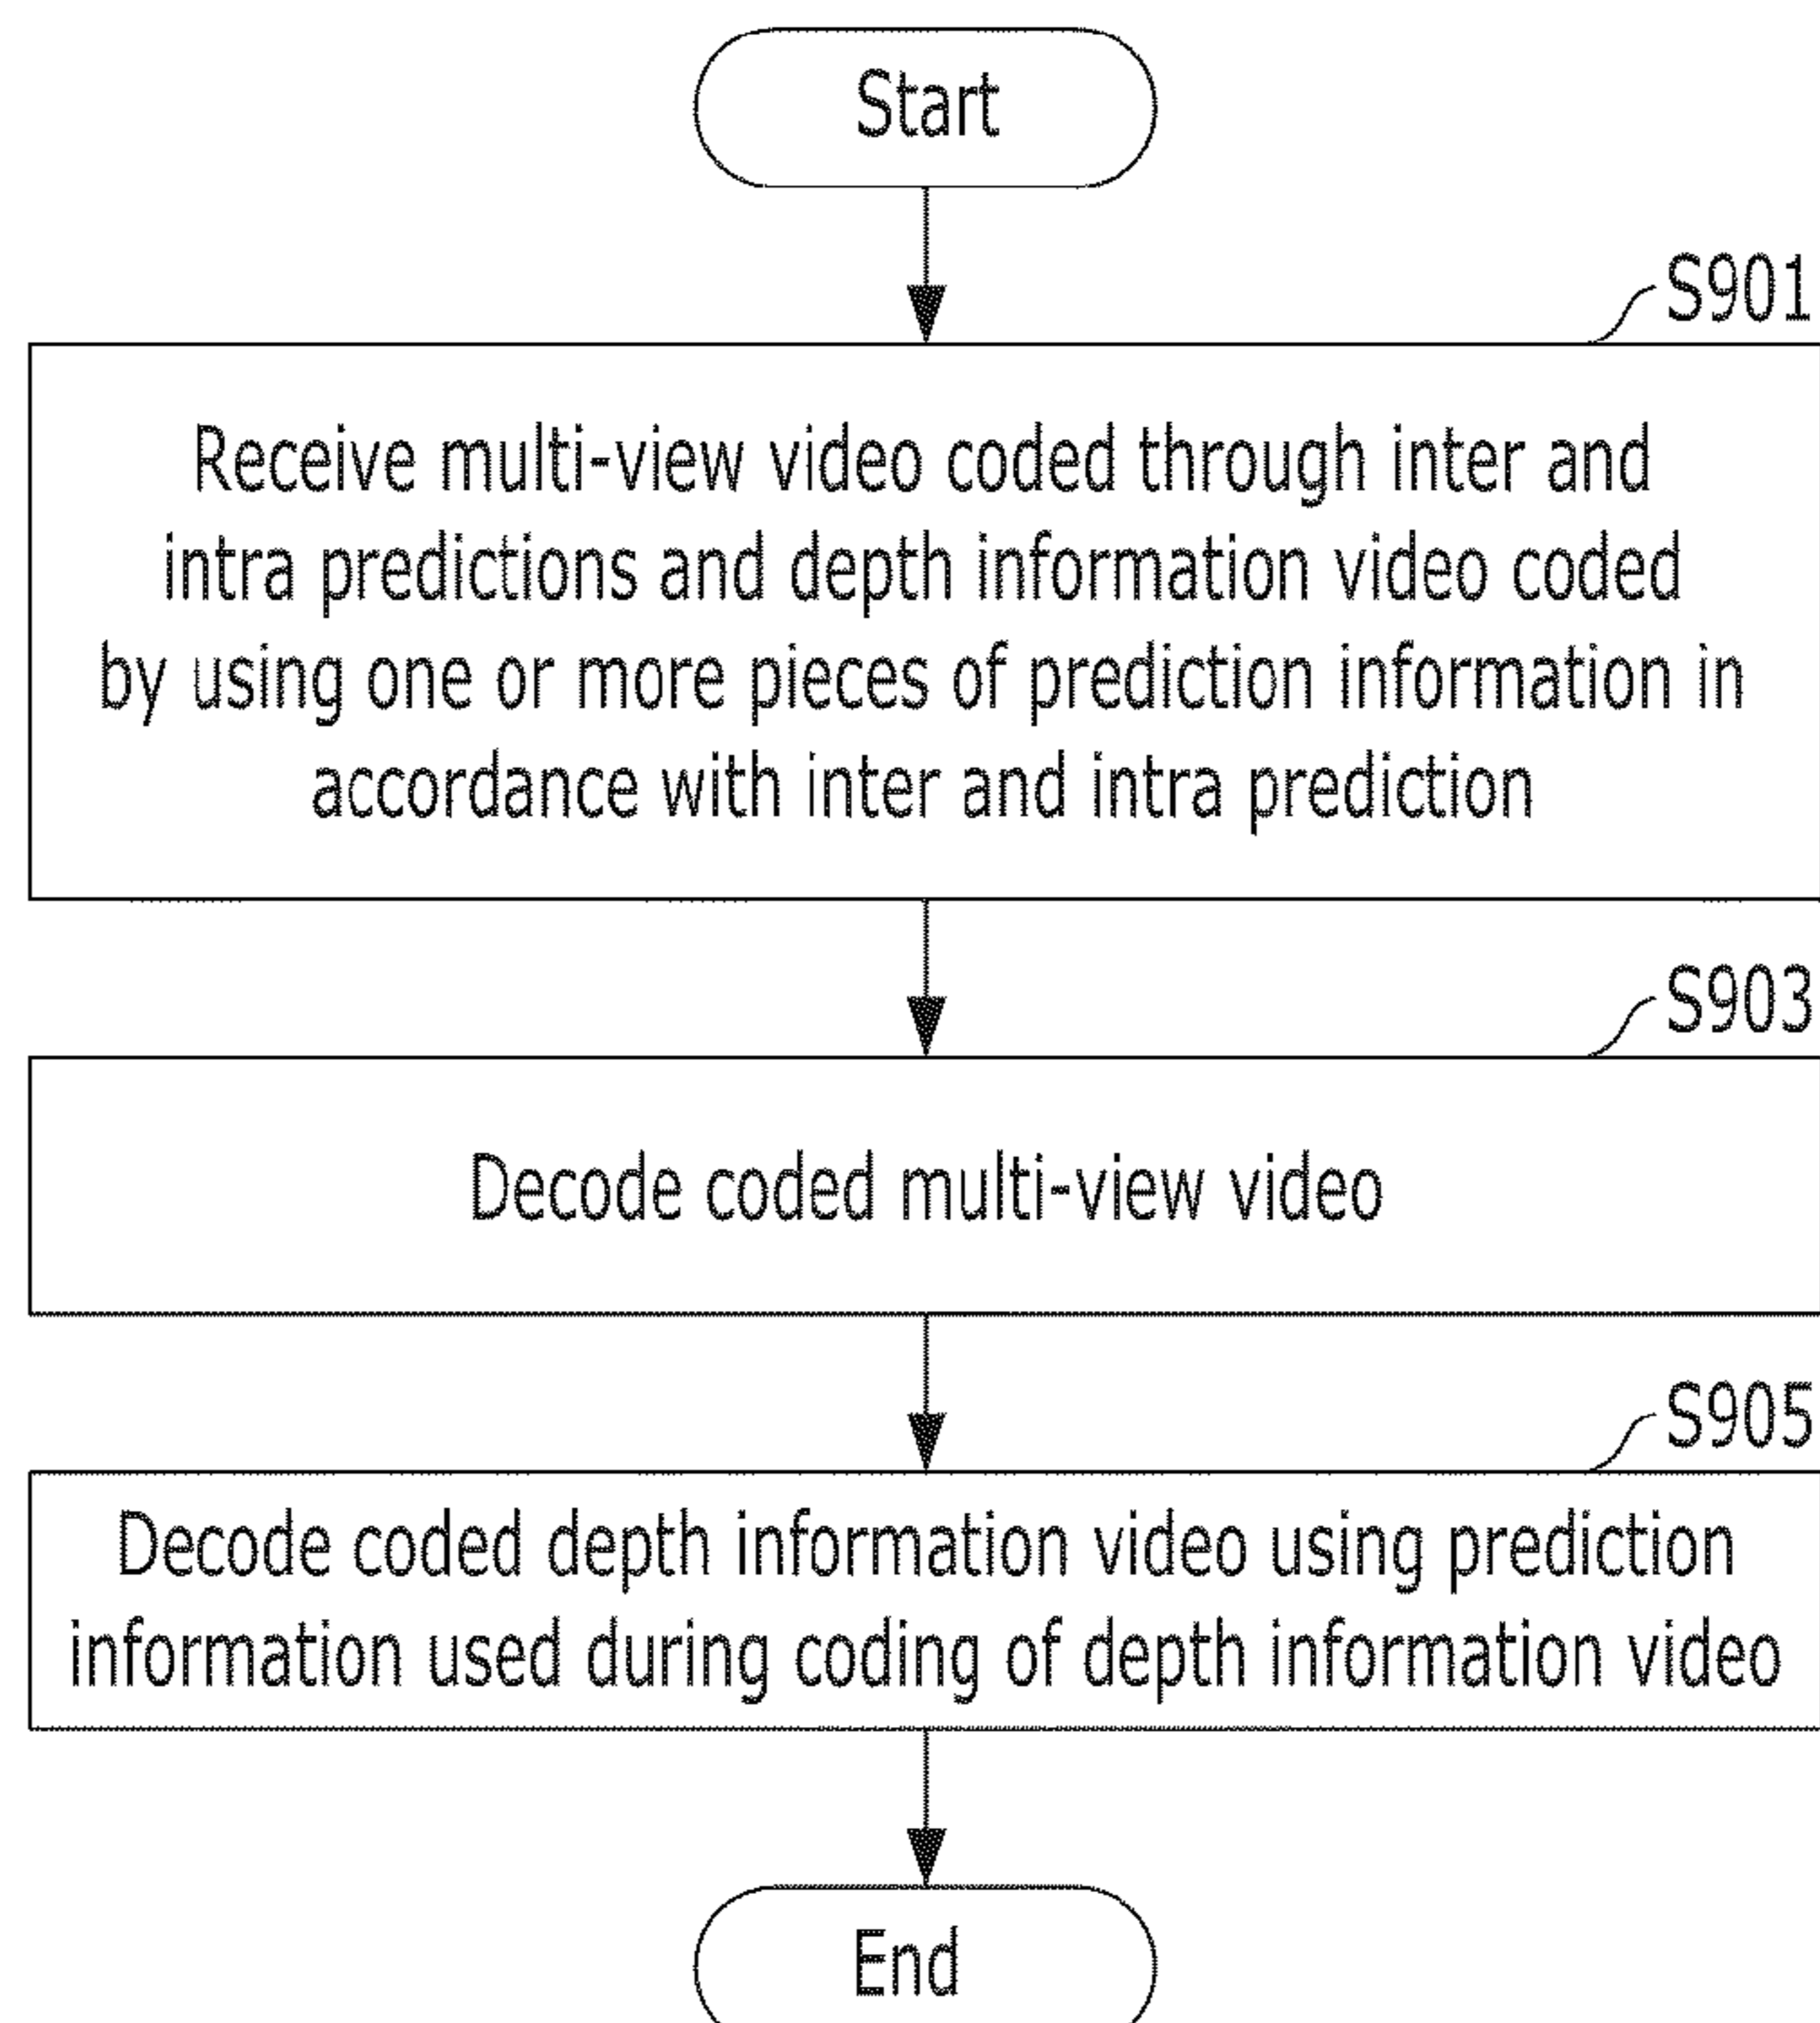 Start
S901
Receive multi-view video coded through inter and
intra predictions and depth information video coded
by using one or more pieces of prediction information in
accordance with inter and intra prediction
S903
Decode coded multi-view video
S905
Decode coded depth information video using prediction
information used during coding of depth information video
End